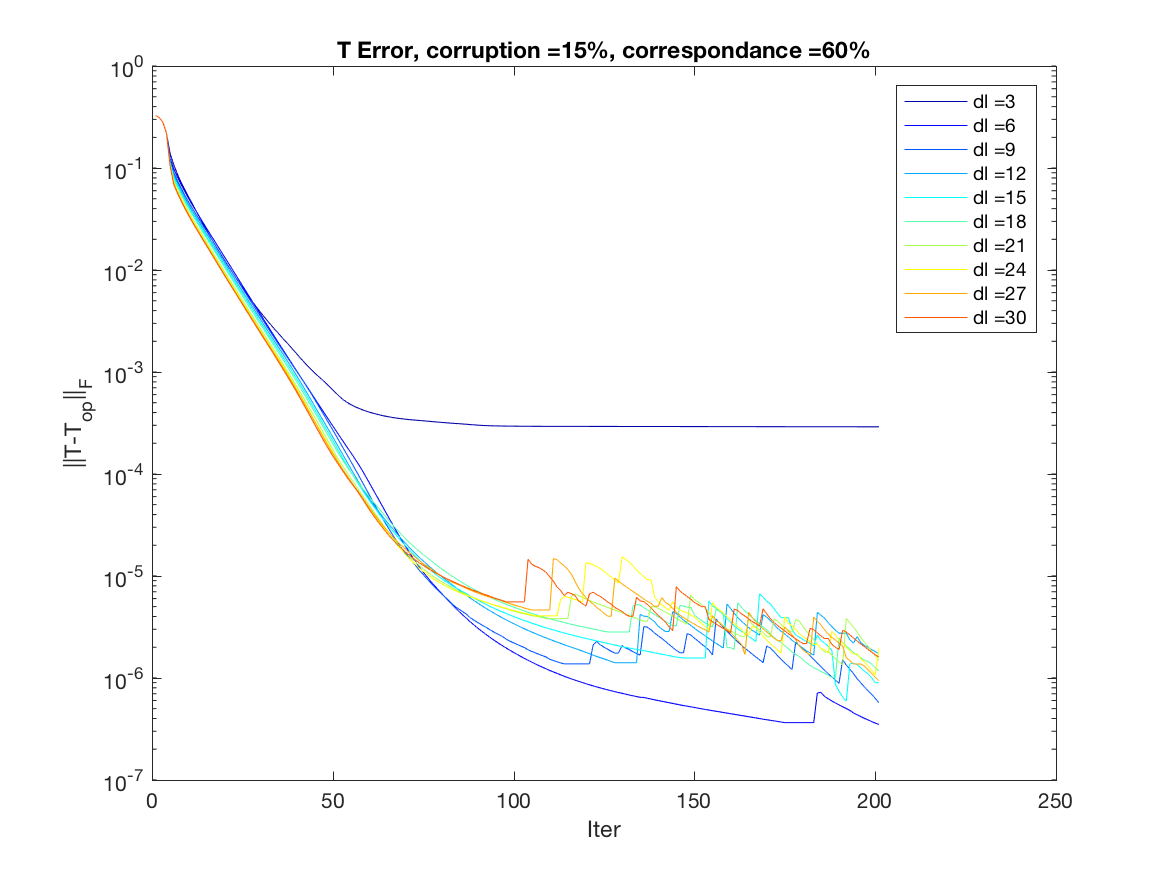 T Error, corruption =15%, correspondance =60%
10^0
10^-1
10^-2
10^-3
10^-4
10^-5
10^-6
10^-7
||T-T_op||_F
0 50 100 150 200 250
Iter
dl =3
dl =6
dl =9
dl =12
dl =15
dl =18
dl =21
dl =24
dl =27
dl =30